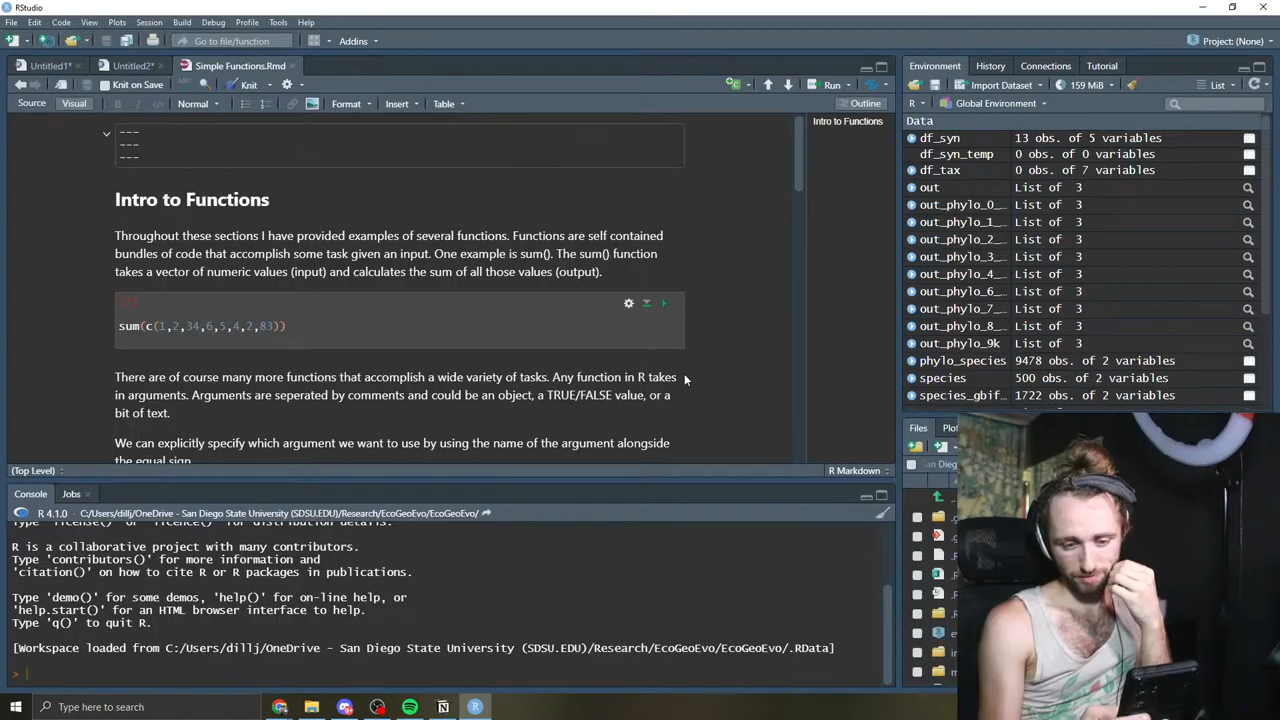 RStudio
File Edit Code View Plots Session Build Debug Profile Tools Help
Go to file/function Addins Project: (None)
Untitled1* Untitled2* Simple Functions.Rmd
Knit on Save Knit Run
Source Visual Normal Format Insert Table Outline
Intro to Functions
---
---
---
Intro to Functions
Throughout these sections I have provided examples of several functions. Functions are self contained
bundles of code that accomplish some task given an input. One example is sum(). The sum() function
takes a vector of numeric values (input) and calculates the sum of all those values (output).
{r}
sum(c(1,2,34,6,5,4,2,83))
There are of course many more functions that accomplish a wide variety of tasks. Any function in R takes
in arguments. Arguments are seperated by comments and could be an object, a TRUE/FALSE value, or a
bit of text.
We can explicitly specify which argument we want to use by using the name of the argument alongside
the equal sign.
(Top Level) R Markdown
Console Jobs
R 4.1.0 · C:/Users/dillj/OneDrive - San Diego State University (SDSU.EDU)/Research/EcoGeoEvo/EcoGeoEvo/
Type 'license()' or 'licence()' for distribution details.
R is a collaborative project with many contributors.
Type 'contributors()' for more information and
'citation()' on how to cite R or R packages in publications.
Type 'demo()' for some demos, 'help()' for on-line help, or
'help.start()' for an HTML browser interface to help.
Type 'q()' to quit R.
[Workspace loaded from C:/Users/dillj/OneDrive - San Diego State University (SDSU.EDU)/Research/EcoGeoEvo/EcoGeoEvo/.RData]
>
Environment History Connections Tutorial
Import Dataset 159 MiB List
R Global Environment
Data
df_syn 13 obs. of 5 variables
df_syn_temp 0 obs. of 0 variables
df_tax 0 obs. of 7 variables
out List of 3
out_phylo_0_… List of 3
out_phylo_1_… List of 3
out_phylo_2_… List of 3
out_phylo_3_… List of 3
out_phylo_4_… List of 3
out_phylo_6_… List of 3
out_phylo_7_… List of 3
out_phylo_8_… List of 3
out_phylo_9k List of 3
phylo_species 9478 obs. of 2 variables
species 500 obs. of 2 variables
species_gbif… 1722 obs. of 2 variables
Files Plo
San Dieg
Type here to search